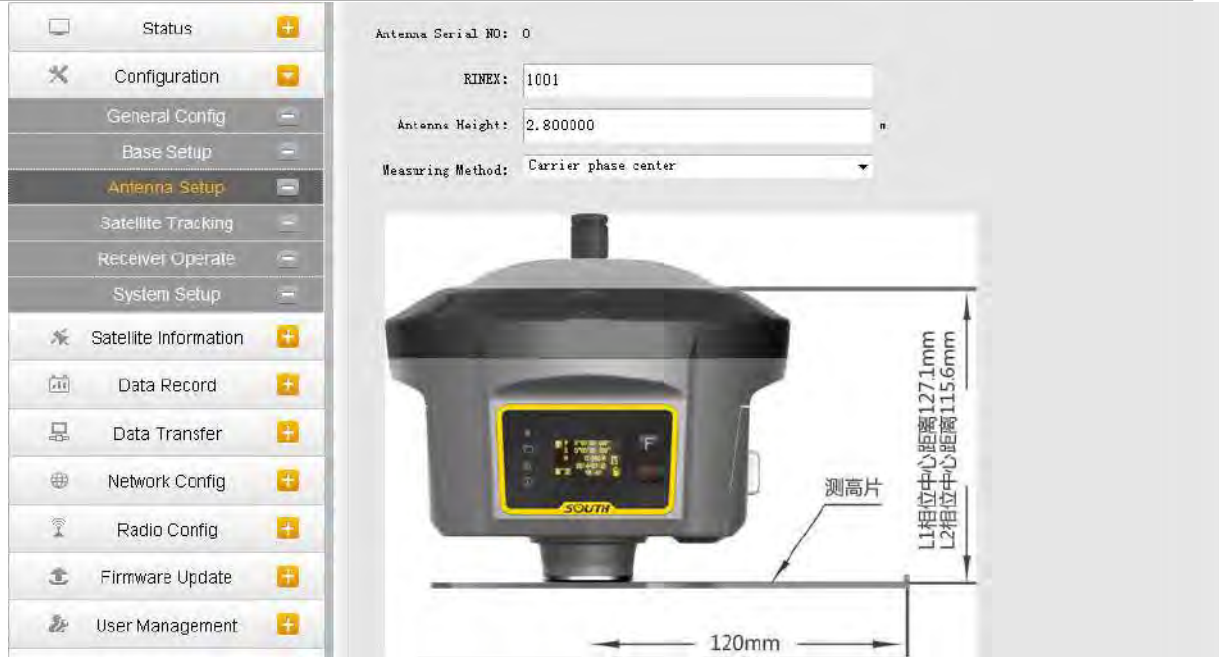 Status
Configuration
General Config
Base Setup
Antenna Setup
Satellite Tracking
Receiver Operate
System Setup
Satellite Information
Data Record
Data Transfer
Network Config
Radio Config
Firmware Update
User Management
Antenna Serial NO: 0
RINEX: 1001
Antenna Height: 2.800000 m
Measuring Method: Carrier phase center
L1相位中心距离127.1mm
L2相位中心距离115.6mm
F
SOUTH
测高片
120mm